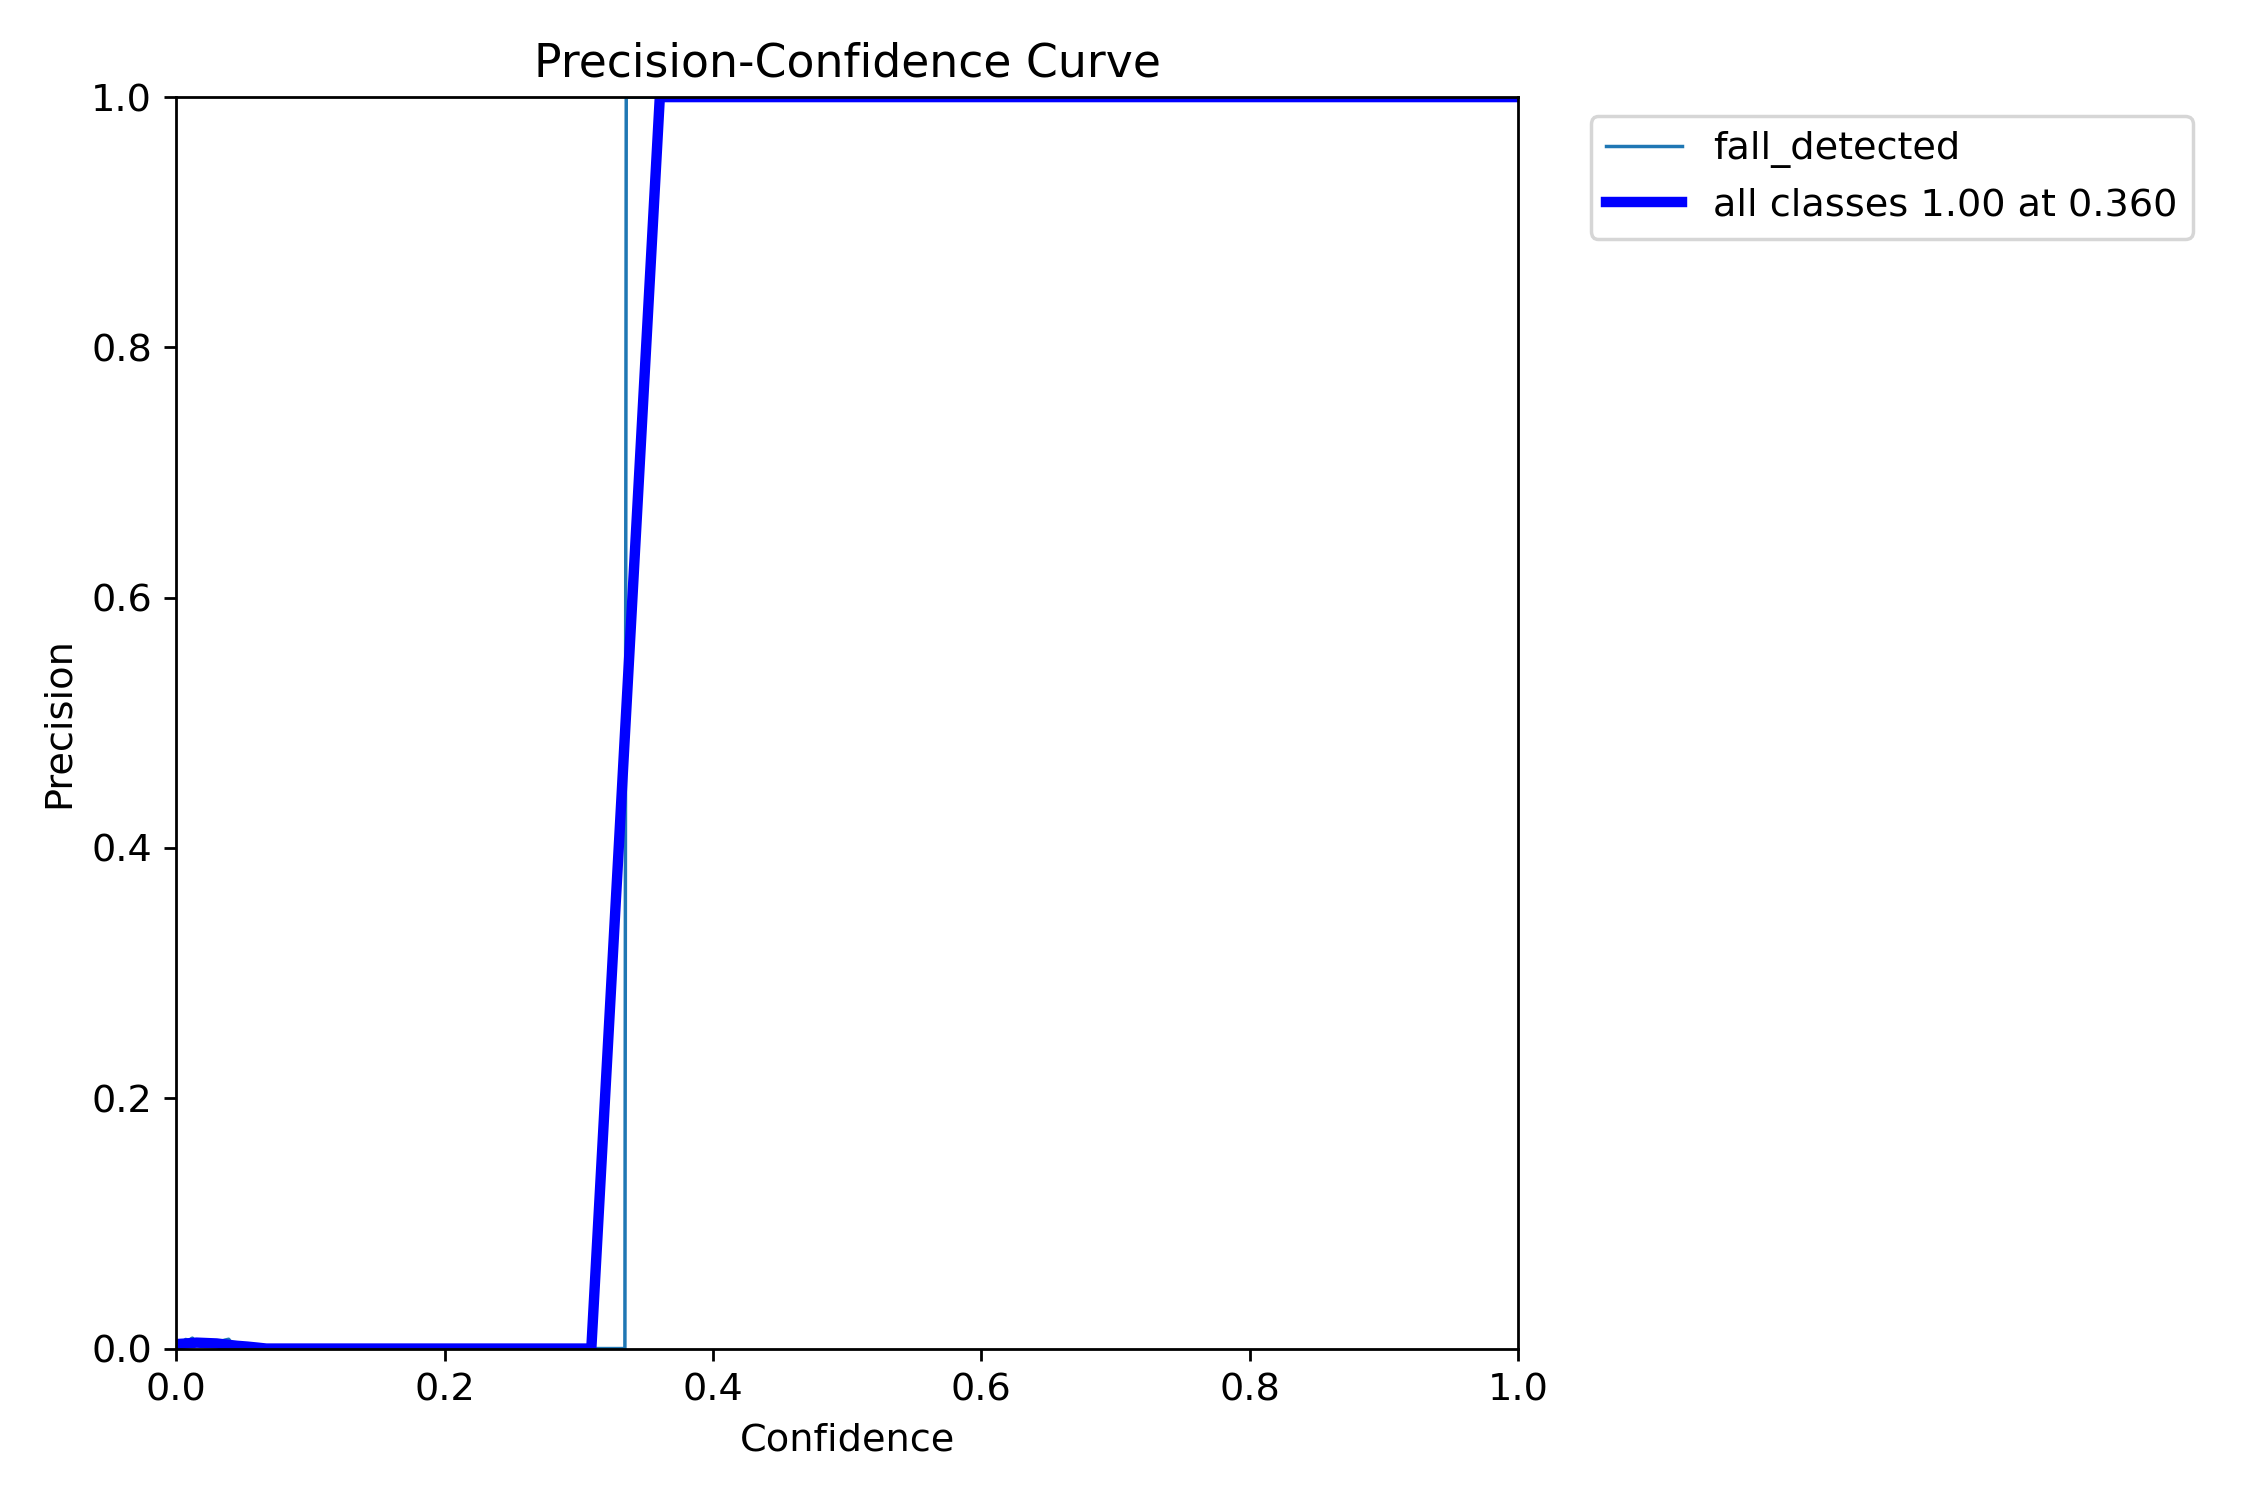 Precision-Confidence Curve
1.0
0.8
0.6
0.4
0.2
0.0
Precision
0.0 0.2 0.4 0.6 0.8 1.0
Confidence
fall_detected
all classes 1.00 at 0.360